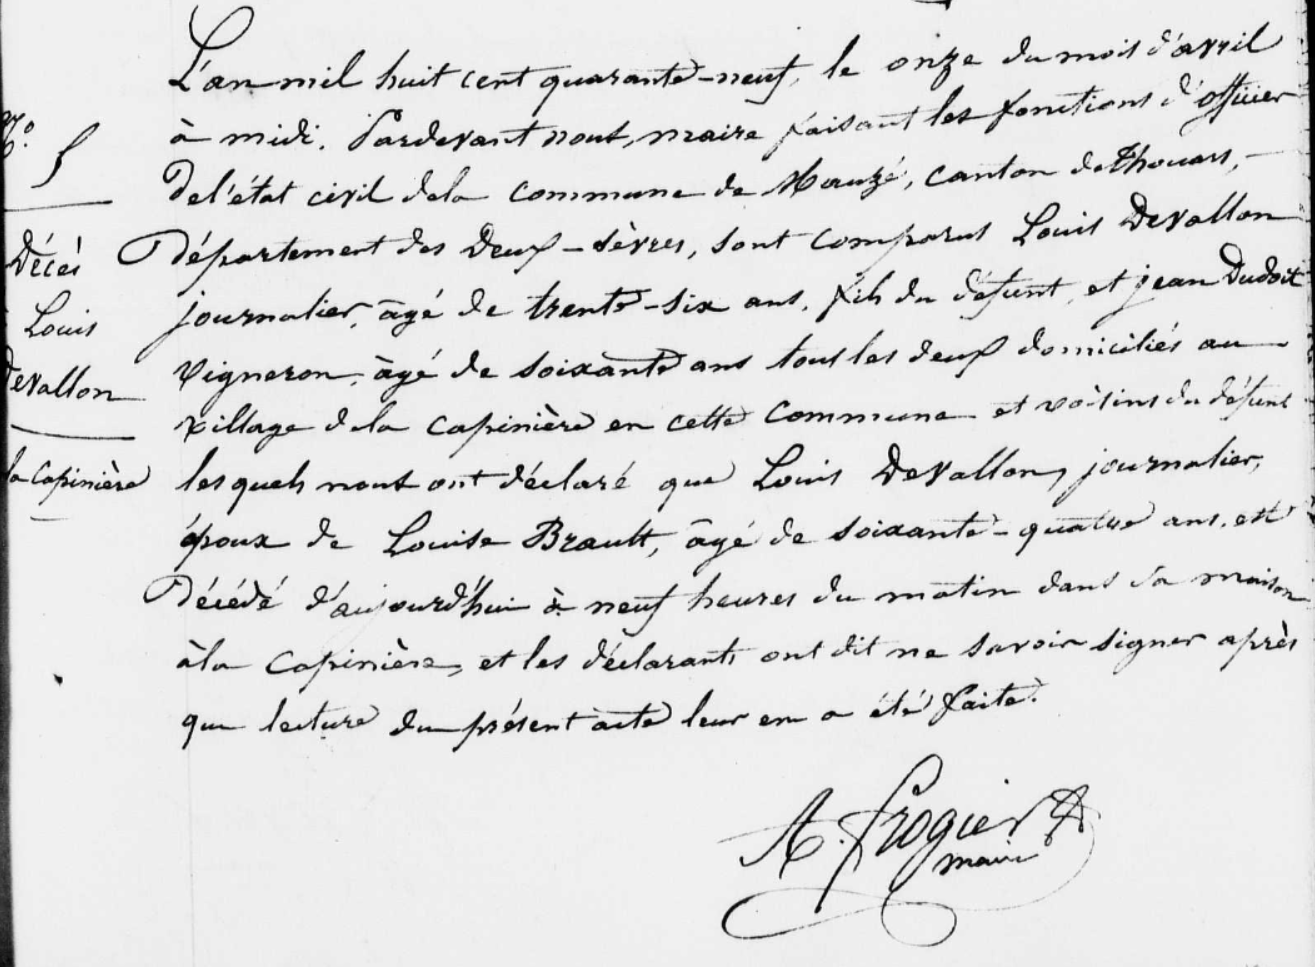 N.º 5
Décès
Louis
Devallon
la Capinière
L'an mil huit cent quarante-neuf, le onze du mois d'avril
à midi. Pardevant nous, maire faisant les fonctions d'officier
de l'état civil de la commune de Mauzé, canton de Thouars,
Département des Deux-Sèvres, sont comparus Louis Devallon
journalier, âgé de trente-six ans, fils du défunt, et jean Dudoit
vigneron, âgé de soixante ans tous les deux domiciliés au
village de la Capinière en cette commune et voisins du défunt
lesquels nous ont déclaré que Louis Devallon, journalier,
époux de Louise Brault, âgé de soixante-quatre ans, est
Décédé d'aujourd'hui à neuf heures du matin dans sa maison
à la Capinière, et les déclarants ont dit ne savoir signer après
que lecture du présent acte leur en a été faite.
A. Frogier
maire